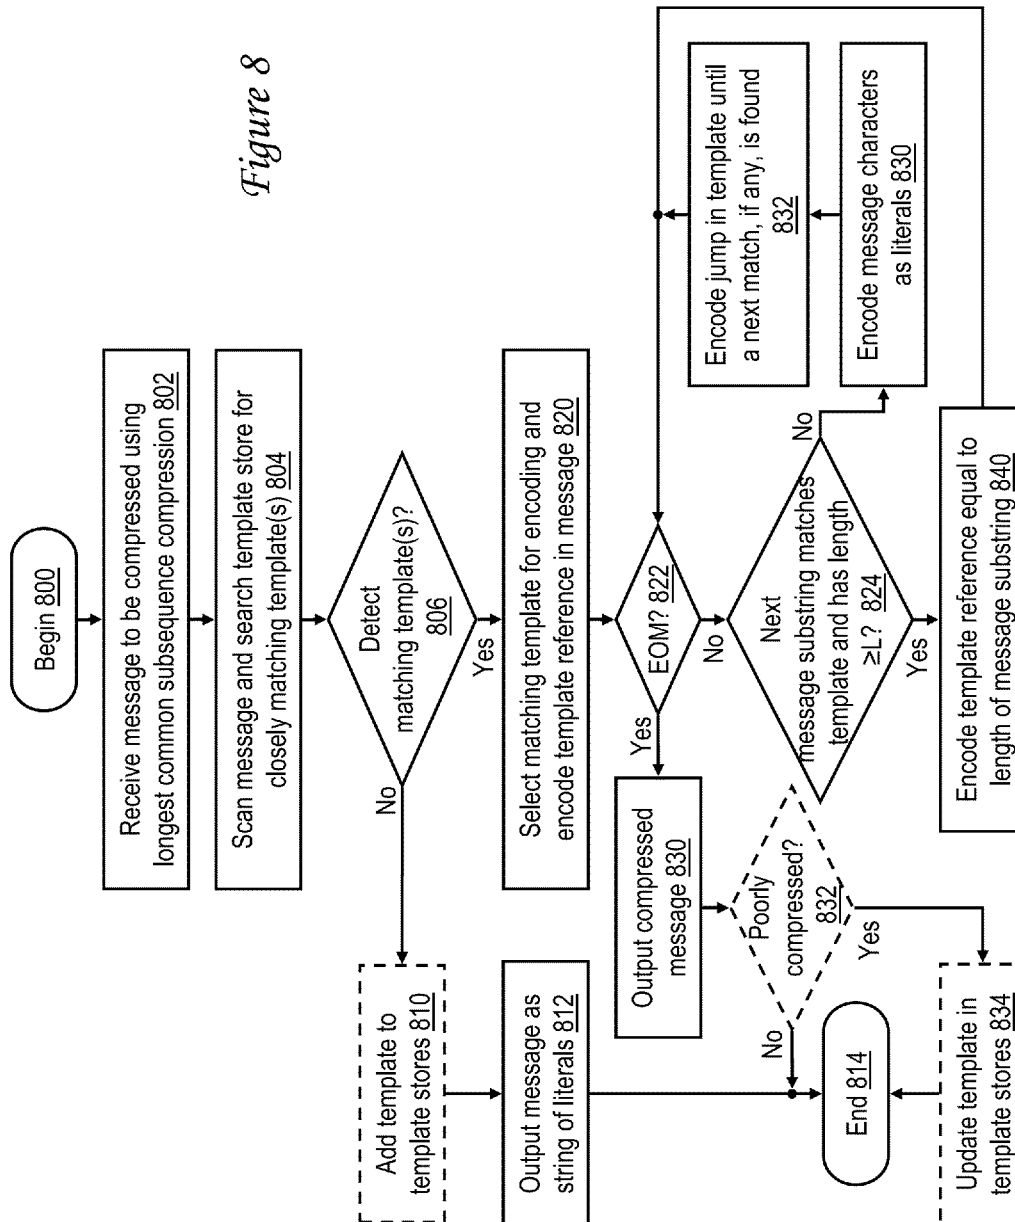 Figure 8
Begin 800
Receive message to be compressed using
longest common subsequence compression 802
Scan message and search template store for
closely matching template(s) 804
Detect
matching template(s)?
806
No
Yes
Add template to
template stores 810
Output message as
string of literals 812
Select matching template for encoding and
encode template reference in message 820
EOM? 822
Yes
No
Output compressed
message 830
Poorly
compressed?
832
No
Yes
End 814
Update template in
template stores 834
Next
message substring matches
template and has length
≥L? 824
No
Yes
Encode message characters
as literals 830
Encode jump in template until
a next match, if any, is found
832
Encode template reference equal to
length of message substring 840